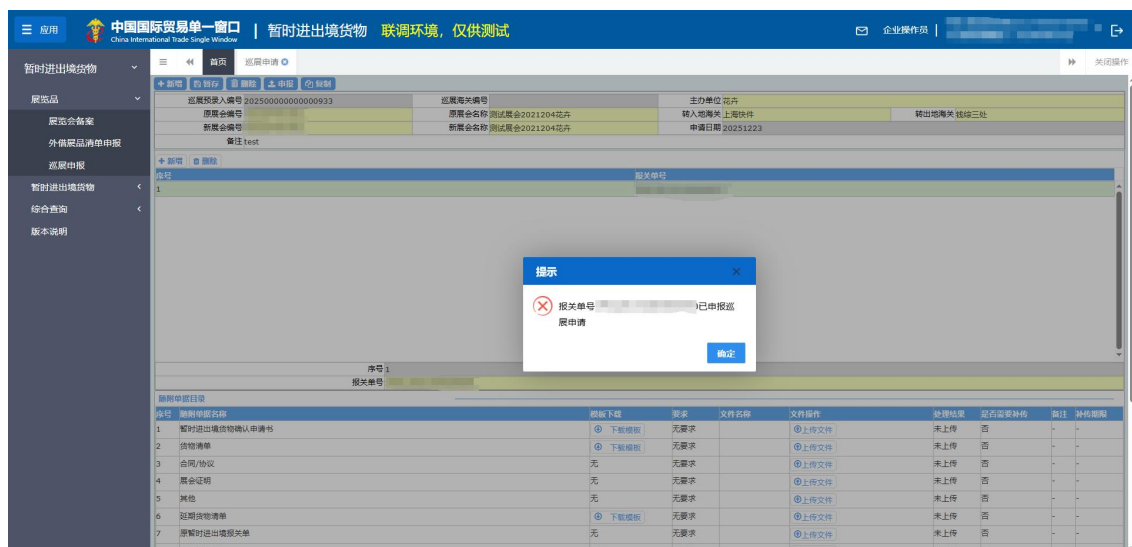 ☰ 应用 中国国际贸易单一窗口 | 暂时进出境货物 联调环境，仅供测试 企业操作员 |
China International Trade Single Window
暂时进出境货物
首页 巡展申请 关闭操作
展览品
展览会备案
外借展品清单申报
巡展申报
暂时进出境货物
综合查询
版本说明
新增 暂存 删除 申报 复制
巡展预录入编号 202500000000000933 巡展海关编号 主办单位 花卉
原展会编号 原展会名称 测试展会2021204花卉 转入地海关 上海快件 转出地海关 钱综三处
新展会编号 新展会名称 测试展会2021204花卉 申请日期 20251223
备注 test
新增 删除
序号 报关单号
1
提示
报关单号 已申报巡
展申请
确定
序号 1
报关单号
随附单据目录
序号 随附单据名称 模板下载 要求 文件名称 文件操作 处理结果 是否需要补传 备注 补传期限
1 暂时进出境货物确认申请书 下载模板 无要求 上传文件 未上传 否 - -
2 货物清单 下载模板 无要求 上传文件 未上传 否 - -
3 合同/协议 无 无要求 上传文件 未上传 否 - -
4 展会证明 无 无要求 上传文件 未上传 否 - -
5 其他 无 无要求 上传文件 未上传 否 - -
6 延期货物清单 下载模板 无要求 上传文件 未上传 否 - -
7 原暂时进出境报关单 无 无要求 上传文件 未上传 否 - -